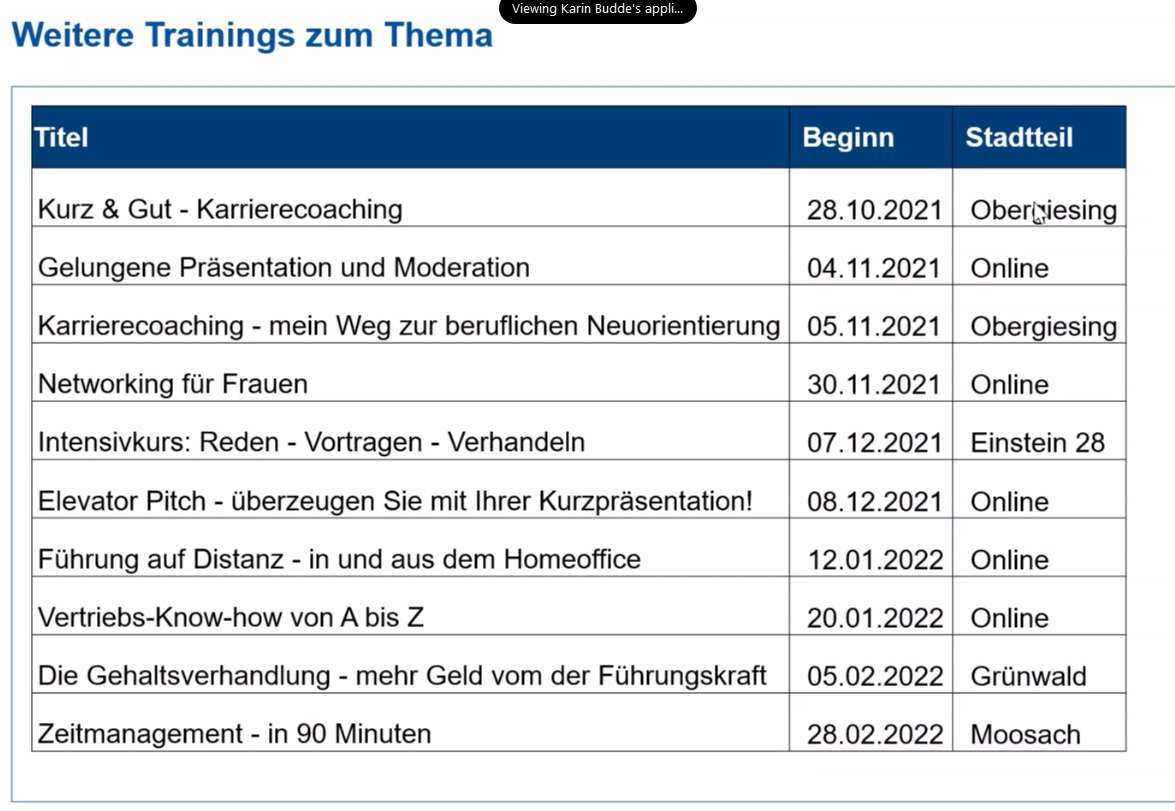 Viewing Karin Budde's appli...
Weitere Trainings zum Thema
Titel Beginn Stadtteil
Kurz & Gut - Karrierecoaching 28.10.2021 Obergiesing
Gelungene Präsentation und Moderation 04.11.2021 Online
Karrierecoaching - mein Weg zur beruflichen Neuorientierung 05.11.2021 Obergiesing
Networking für Frauen 30.11.2021 Online
Intensivkurs: Reden - Vortragen - Verhandeln 07.12.2021 Einstein 28
Elevator Pitch - überzeugen Sie mit Ihrer Kurzpräsentation! 08.12.2021 Online
Führung auf Distanz - in und aus dem Homeoffice 12.01.2022 Online
Vertriebs-Know-how von A bis Z 20.01.2022 Online
Die Gehaltsverhandlung - mehr Geld vom der Führungskraft 05.02.2022 Grünwald
Zeitmanagement - in 90 Minuten 28.02.2022 Moosach